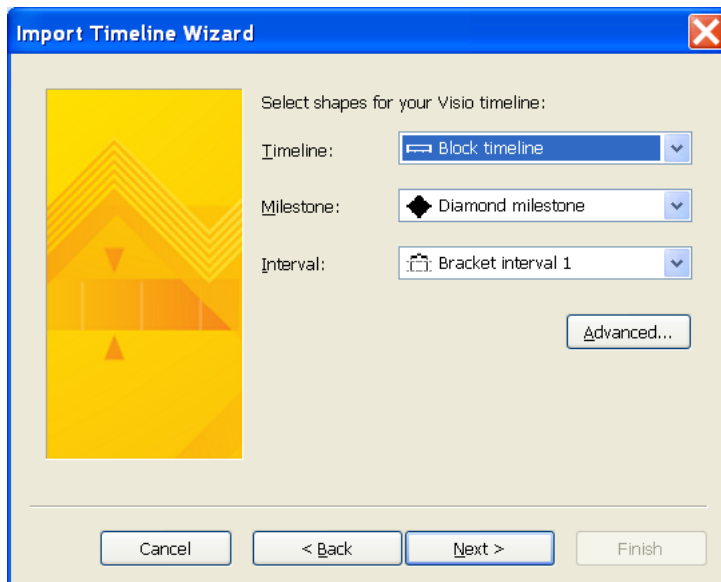 Import Timeline Wizard
Select shapes for your Visio timeline:
Timeline: Block timeline
Milestone: Diamond milestone
Interval: Bracket interval 1
Advanced...
Cancel < Back Next > Finish